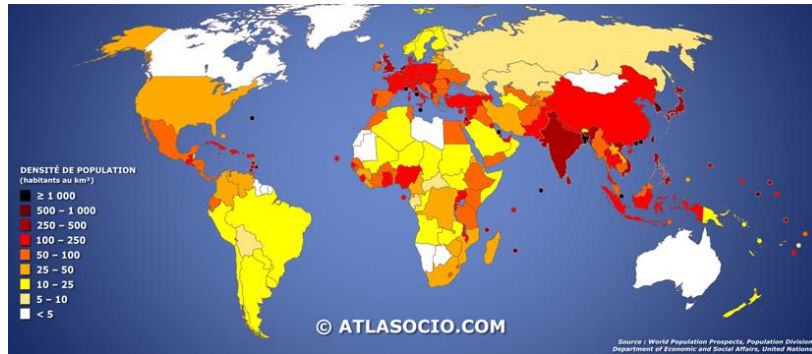 DENSITÉ DE POPULATION
(habitants au km²)
≥ 1 000
500 – 1 000
250 – 500
100 – 250
50 – 100
25 – 50
10 – 25
5 – 10
< 5
© ATLASOCIO.COM
Source : World Population Prospects, Population Division
Department of Economic and Social Affairs, United Nations